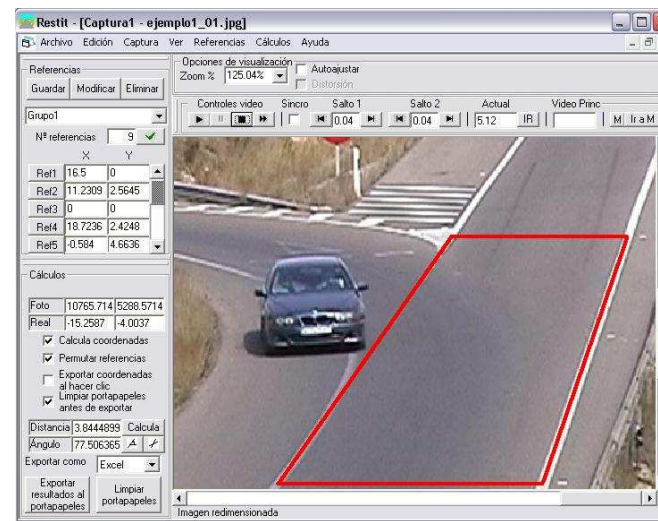 Restit - [Captura1 - ejemplo1_01.jpg]
Archivo Edición Captura Ver Referencias Cálculos Ayuda
Referencias
Guardar Modificar Eliminar
Grupo1
Nº referencias 9
X Y
Ref1 16.5 0
Ref2 11.2309 2.5645
Ref3 0 0
Ref4 18.7236 2.4248
Ref5 -0.584 4.6636
Opciones de visualización
Zoom % 125.04% Autoajustar
Distorsión
Controles video Sincro Salto 1 Salto 2 Actual Video Princ
0.04 0.04 5.12 IR M Ir a M
Cálculos
Foto 10765.714 5288.5714
Real -15.2587 -4.0037
Calcula coordenadas
Permutar referencias
Exportar coordenadas
al hacer clic
Limpiar portapapeles
antes de exportar
Distancia 3.8444899 Calcula
Ángulo 77.506365
Exportar como Excel
Exportar
resultados al
portapapeles
Limpiar
portapapeles
Imagen redimensionada